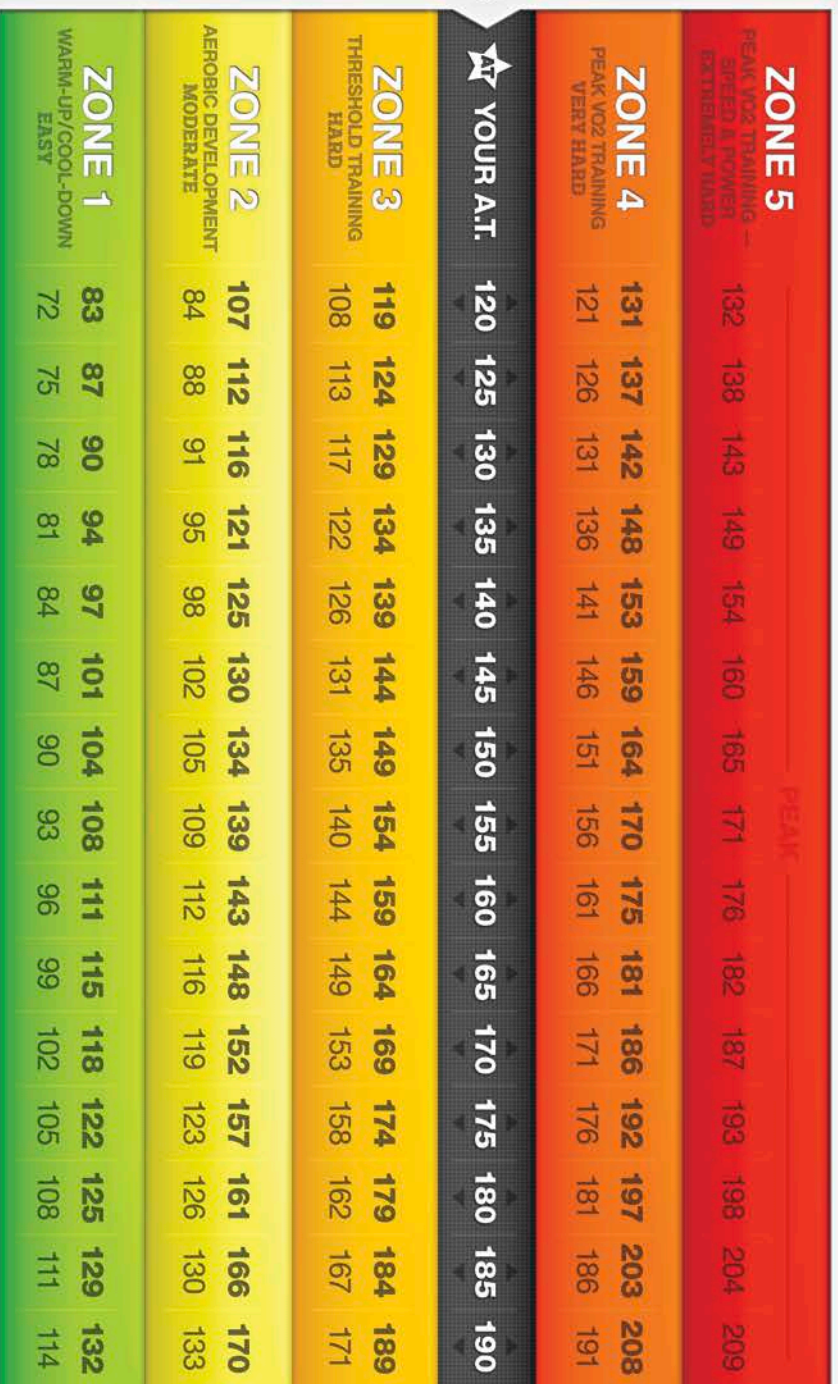 ZONE 5
PEAK VO2 TRAINING —
SPEED & POWER
EXTREMELY HARD
PEAK
132 138 143 149 154 160 165 171 176 182 187 193 198 204 209
ZONE 4
PEAK VO2 TRAINING
VERY HARD
131 137 142 148 153 159 164 170 175 181 186 192 197 203 208
121 126 131 136 141 146 151 156 161 166 171 176 181 186 191
AT YOUR A.T. 120 125 130 135 140 145 150 155 160 165 170 175 180 185 190
ZONE 3
THRESHOLD TRAINING
HARD
119 124 129 134 139 144 149 154 159 164 169 174 179 184 189
108 113 117 122 126 131 135 140 144 149 153 158 162 167 171
ZONE 2
AEROBIC DEVELOPMENT
MODERATE
107 112 116 121 125 130 134 139 143 148 152 157 161 166 170
84 88 91 95 98 102 105 109 112 116 119 123 126 130 133
ZONE 1
WARM-UP/COOL-DOWN
EASY
83 87 90 94 97 101 104 108 111 115 118 122 125 129 132
72 75 78 81 84 87 90 93 96 99 102 105 108 111 114